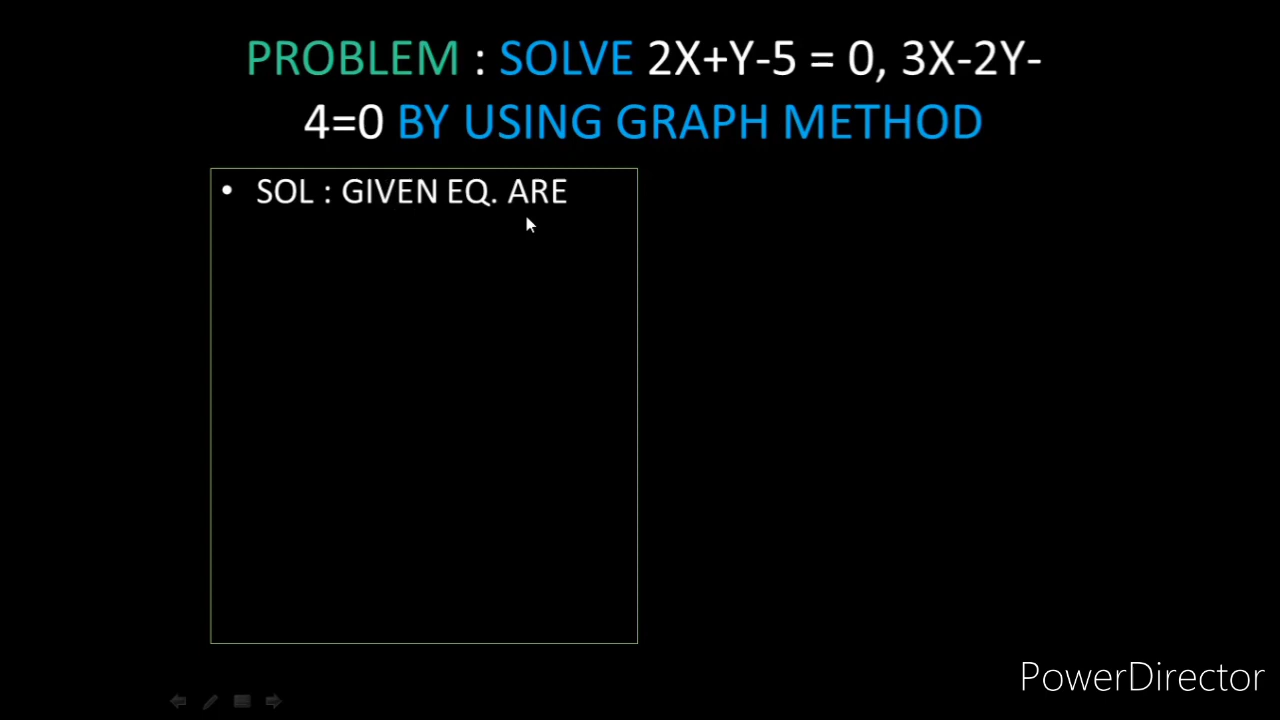 PROBLEM : SOLVE 2X+Y-5 = 0, 3X-2Y-
4=0 BY USING GRAPH METHOD
• SOL : GIVEN EQ. ARE
PowerDirector